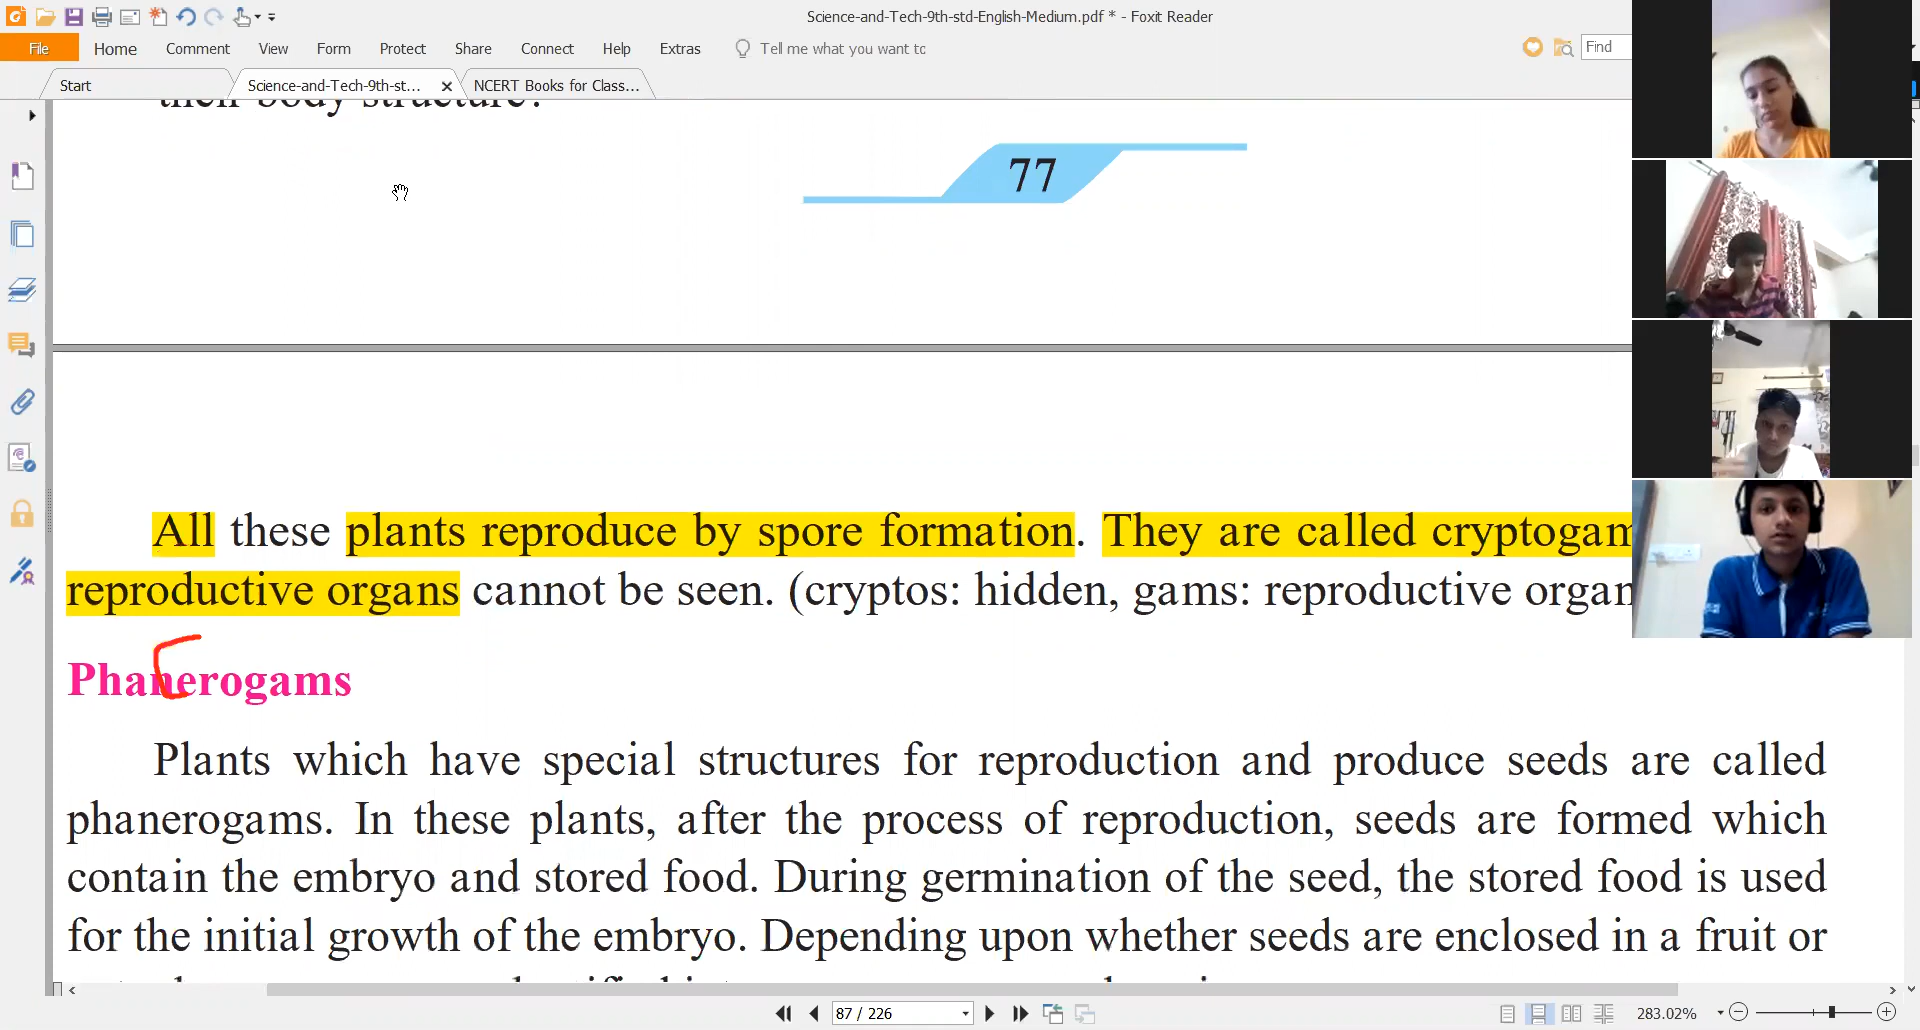 Science-and-Tech-9th-std-English-Medium.pdf * - Foxit Reader
File Home Comment View Form Protect Share Connect Help Extras Tell me what you want to Find
Start Science-and-Tech-9th-st... NCERT Books for Class...
their body structure?
77
All these plants reproduce by spore formation. They are called cryptogam
reproductive organs cannot be seen. (cryptos: hidden, gams: reproductive organ
Phanerogams
Plants which have special structures for reproduction and produce seeds are called
phanerogams. In these plants, after the process of reproduction, seeds are formed which
contain the embryo and stored food. During germination of the seed, the stored food is used
for the initial growth of the embryo. Depending upon whether seeds are enclosed in a fruit or
87 / 226 283.02%